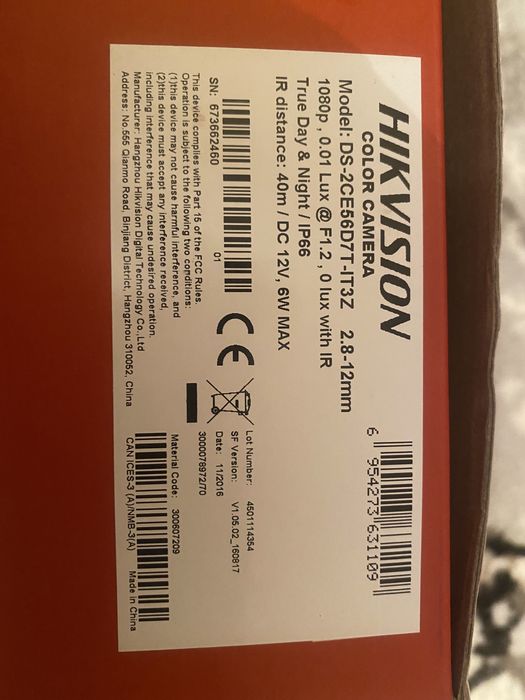 HIKVISION
COLOR CAMERA
Model: DS-2CE56D7T-IT3Z 2.8-12mm
1080p , 0.01 Lux @ F1.2 , 0 lux with IR
True Day & Night / IP66
IR distance: 40m / DC 12V, 6W MAX
6 954273 631109
01
SN: 673662460
This device complies with Part 15 of the FCC Rules.
Operation is subject to the following two conditions:
(1)this device may not cause harmful interference, and
(2)this device must accept any interference received,
including interference that may cause undesired operation.
Manufacturer: Hangzhou Hikvision Digital Technology Co.,Ltd
Address: No.555 Qianmo Road, Binjiang District, Hangzhou 310052, China
CE
Lot Number: 4501114354
SF Version: V1.05.02_160817
Date: 11/2016
3000078972/70
Material Code: 300607209
CAN ICES-3 (A)/NMB-3(A) Made in China